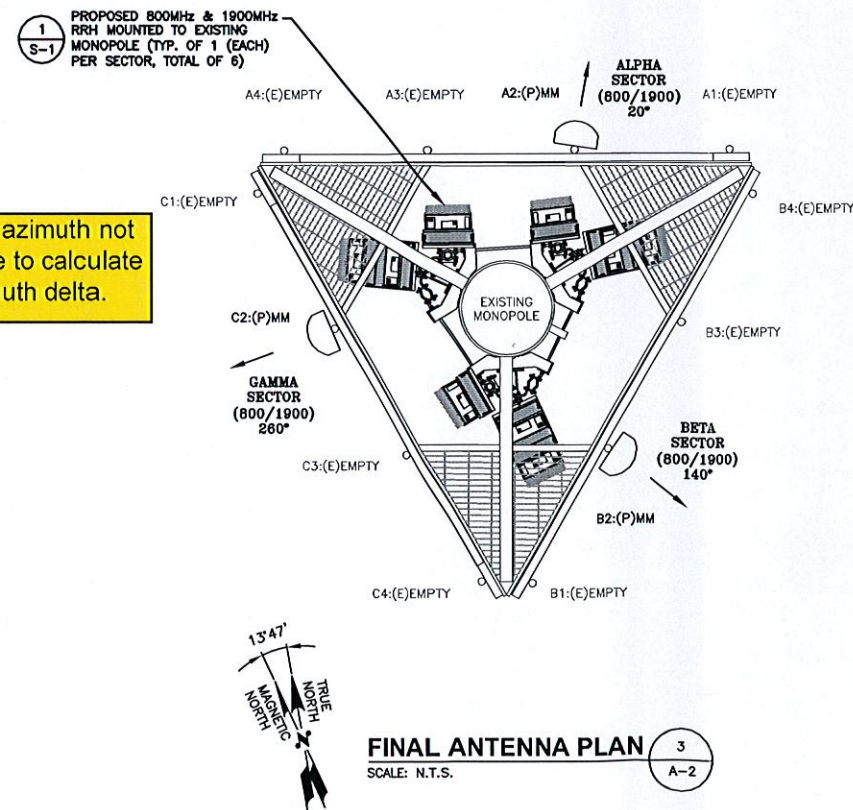 1
S-1
PROPOSED 800MHz & 1900MHz
RRH MOUNTED TO EXISTING
MONOPOLE (TYP. OF 1 (EACH)
PER SECTOR, TOTAL OF 6)
ALPHA
SECTOR
(800/1900)
20°
A4:(E)EMPTY
A3:(E)EMPTY
A2:(P)MM
A1:(E)EMPTY
C1:(E)EMPTY
B4:(E)EMPTY
azimuth not
e to calculate
uth delta.
EXISTING
MONOPOLE
C2:(P)MM
B3:(E)EMPTY
GAMMA
SECTOR
(800/1900)
260°
BETA
SECTOR
(800/1900)
140°
C3:(E)EMPTY
B2:(P)MM
C4:(E)EMPTY
B1:(E)EMPTY
13°47'
TRUE
NORTH
MAGNETIC
NORTH
N
FINAL ANTENNA PLAN
3
A-2
SCALE: N.T.S.